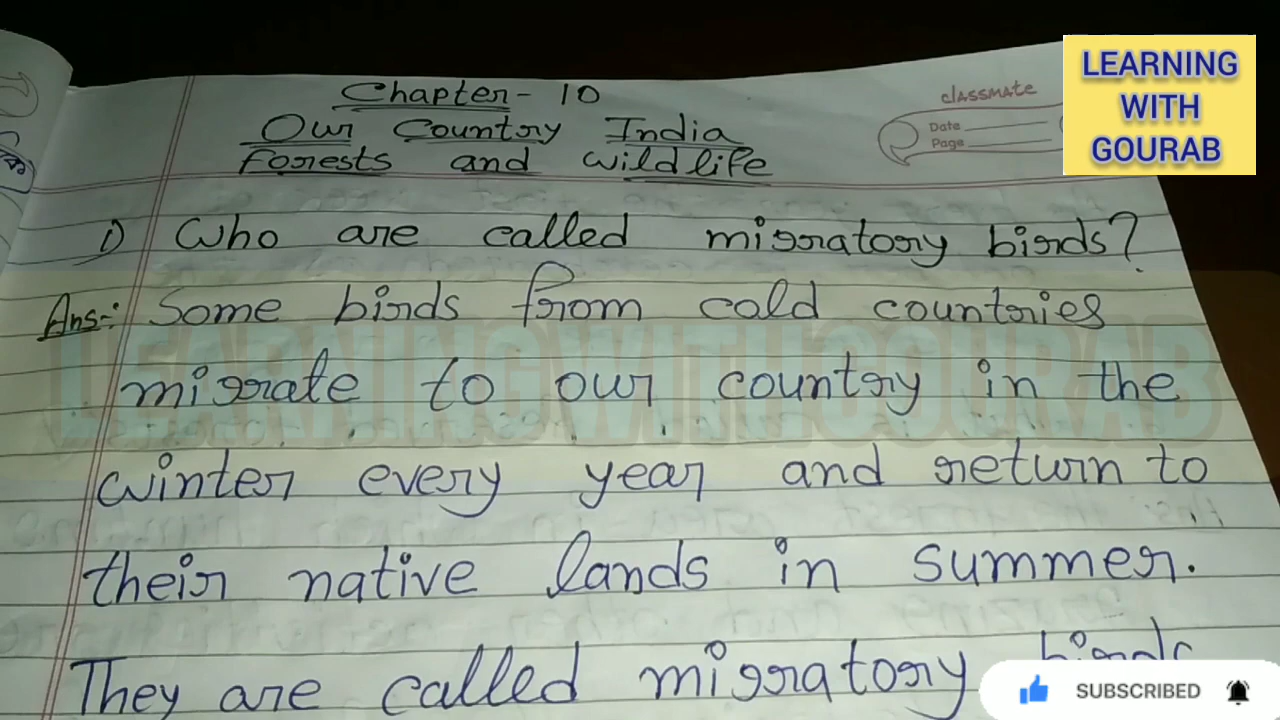 Chapter- 10
Our Country India
Forests and Wildlife
classmate
Date
Page
LEARNING
WITH
GOURAB
1) Who are called migratory birds?
Ans:- Some birds from cold countries
migrate to our country in the
winter every year and return to
their native lands in summer.
They are called migratory birds
LEARNINGWITHGOURAB
SUBSCRIBED